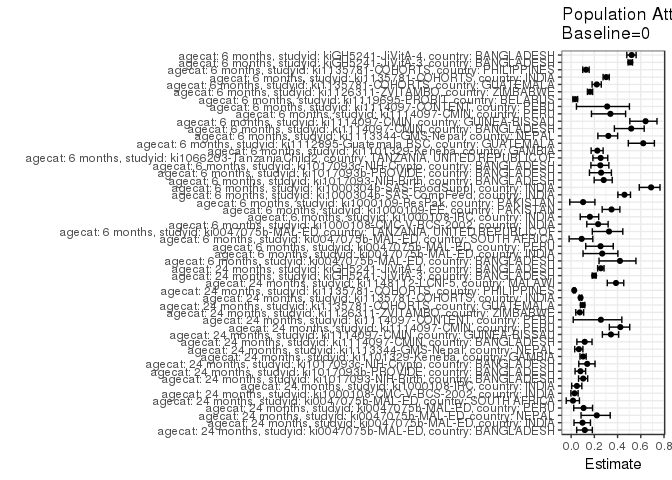 Population Att
Baseline=0
agecat: 6 months, studyid: kiGH5241-JiVitA-4, country: BANGLADESH
agecat: 6 months, studyid: kiGH5241-JiVitA-3, country: BANGLADESH
agecat: 6 months, studyid: ki1135781-COHORTS, country: PHILIPPINES
agecat: 6 months, studyid: ki1135781-COHORTS, country: INDIA
agecat: 6 months, studyid: ki1135781-COHORTS, country: GUATEMALA
agecat: 6 months, studyid: ki1126311-ZVITAMBO, country: ZIMBABWE
agecat: 6 months, studyid: ki1119695-PROBIT, country: BELARUS
agecat: 6 months, studyid: ki1114097-CONTENT, country: PERU
agecat: 6 months, studyid: ki1114097-CMIN, country: PERU
agecat: 6 months, studyid: ki1114097-CMIN, country: GUINEA-BISSAU
agecat: 6 months, studyid: ki1114097-CMIN, country: BANGLADESH
agecat: 6 months, studyid: ki1113344-GMS-Nepal, country: NEPAL
agecat: 6 months, studyid: ki1112895-Guatemala BSC, country: GUATEMALA
agecat: 6 months, studyid: ki1101329-Keneba, country: GAMBIA
agecat: 6 months, studyid: ki1066203-TanzaniaChild2, country: TANZANIA, UNITED REPUBLIC OF
agecat: 6 months, studyid: ki1017093c-NIH-Crypto, country: BANGLADESH
agecat: 6 months, studyid: ki1017093b-PROVIDE, country: BANGLADESH
agecat: 6 months, studyid: ki1017093-NIH-Birth, country: BANGLADESH
agecat: 6 months, studyid: ki1000304b-SAS-FoodSuppl, country: INDIA
agecat: 6 months, studyid: ki1000304b-SAS-CompFeed, country: INDIA
agecat: 6 months, studyid: ki1000109-ResPak, country: PAKISTAN
agecat: 6 months, studyid: ki1000109-EE, country: PAKISTAN
agecat: 6 months, studyid: ki1000108-IRC, country: INDIA
agecat: 6 months, studyid: ki1000108-CMC-V-BCS-2002, country: INDIA
agecat: 6 months, studyid: ki0047075b-MAL-ED, country: TANZANIA, UNITED REPUBLIC OF
agecat: 6 months, studyid: ki0047075b-MAL-ED, country: SOUTH AFRICA
agecat: 6 months, studyid: ki0047075b-MAL-ED, country: PERU
agecat: 6 months, studyid: ki0047075b-MAL-ED, country: INDIA
agecat: 6 months, studyid: ki0047075b-MAL-ED, country: BANGLADESH
agecat: 24 months, studyid: kiGH5241-JiVitA-4, country: BANGLADESH
agecat: 24 months, studyid: kiGH5241-JiVitA-3, country: BANGLADESH
agecat: 24 months, studyid: ki1148112-LCNI-5, country: MALAWI
agecat: 24 months, studyid: ki1135781-COHORTS, country: PHILIPPINES
agecat: 24 months, studyid: ki1135781-COHORTS, country: INDIA
agecat: 24 months, studyid: ki1135781-COHORTS, country: GUATEMALA
agecat: 24 months, studyid: ki1126311-ZVITAMBO, country: ZIMBABWE
agecat: 24 months, studyid: ki1114097-CONTENT, country: PERU
agecat: 24 months, studyid: ki1114097-CMIN, country: PERU
agecat: 24 months, studyid: ki1114097-CMIN, country: GUINEA-BISSAU
agecat: 24 months, studyid: ki1114097-CMIN, country: BANGLADESH
agecat: 24 months, studyid: ki1113344-GMS-Nepal, country: NEPAL
agecat: 24 months, studyid: ki1101329-Keneba, country: GAMBIA
agecat: 24 months, studyid: ki1017093c-NIH-Crypto, country: BANGLADESH
agecat: 24 months, studyid: ki1017093b-PROVIDE, country: BANGLADESH
agecat: 24 months, studyid: ki1017093-NIH-Birth, country: BANGLADESH
agecat: 24 months, studyid: ki1000108-IRC, country: INDIA
agecat: 24 months, studyid: ki1000108-CMC-V-BCS-2002, country: INDIA
agecat: 24 months, studyid: ki0047075b-MAL-ED, country: SOUTH AFRICA
agecat: 24 months, studyid: ki0047075b-MAL-ED, country: PERU
agecat: 24 months, studyid: ki0047075b-MAL-ED, country: NEPAL
agecat: 24 months, studyid: ki0047075b-MAL-ED, country: INDIA
agecat: 24 months, studyid: ki0047075b-MAL-ED, country: BANGLADESH
0.0 0.2 0.4 0.6 0.8
Estimate